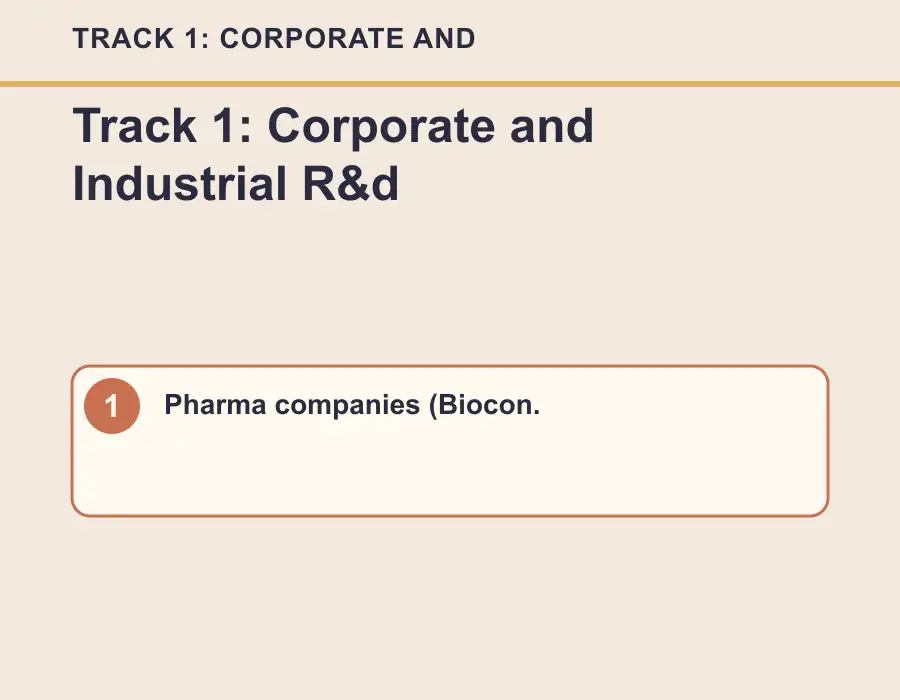 TRACK 1: CORPORATE AND
Track 1: Corporate and
Industrial R&d
1 Pharma companies (Biocon.